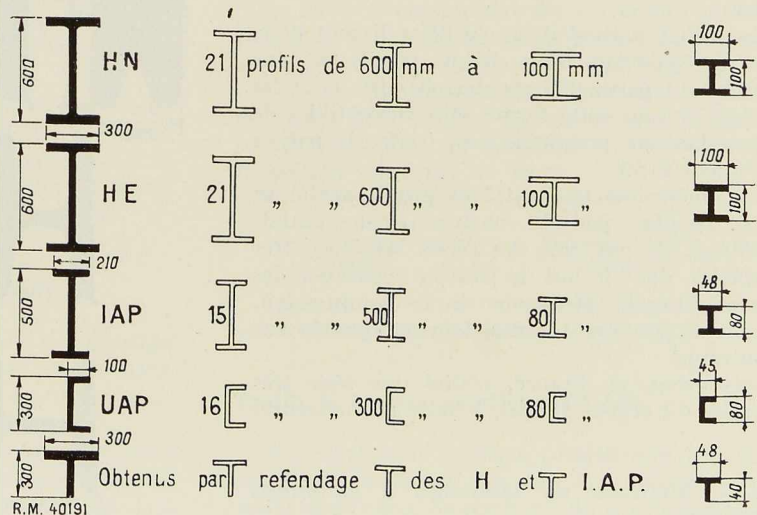 600 HN 21 profils de 600 mm à 100 mm 100 100
300
600 HE 21 „ „ 600 „ „ 100 „ 100 100
210
500 IAP 15 „ „ 500 „ „ 80 „ 48 80
100
300 UAP 16 „ „ 300 „ „ 80 „ 45 80
300
300 Obtenus par refendage des H et I.A.P. 48 40
R.M. 40191